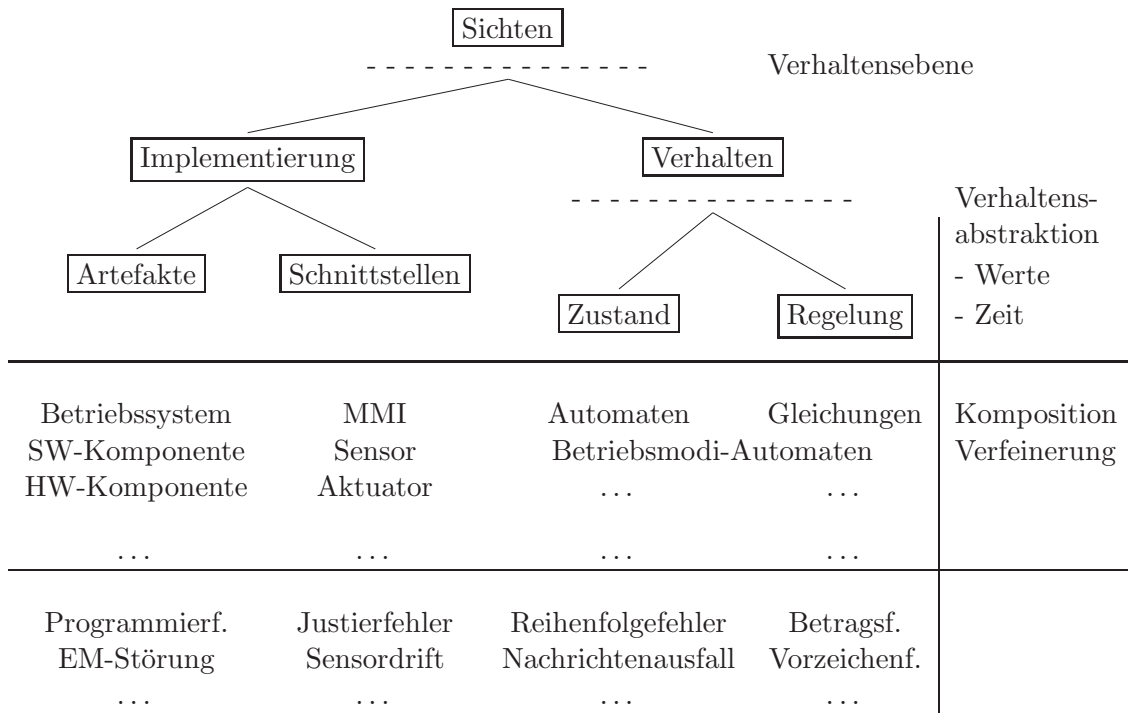 Sichten
- - - - - - - - - - - - - - - Verhaltensebene
Implementierung Verhalten
- - - - - - - - - - - - - - - Verhaltens-
abstraktion
Artefakte Schnittstellen - Werte
Zustand Regelung - Zeit
Betriebssystem MMI Automaten Gleichungen Komposition
SW-Komponente Sensor Betriebsmodi-Automaten Verfeinerung
HW-Komponente Aktuator . . . . . .
. . . . . . . . . . . .
Programmierf. Justierfehler Reihenfolgefehler Betragsf.
EM-Störung Sensordrift Nachrichtenausfall Vorzeichenf.
. . . . . . . . . . . .